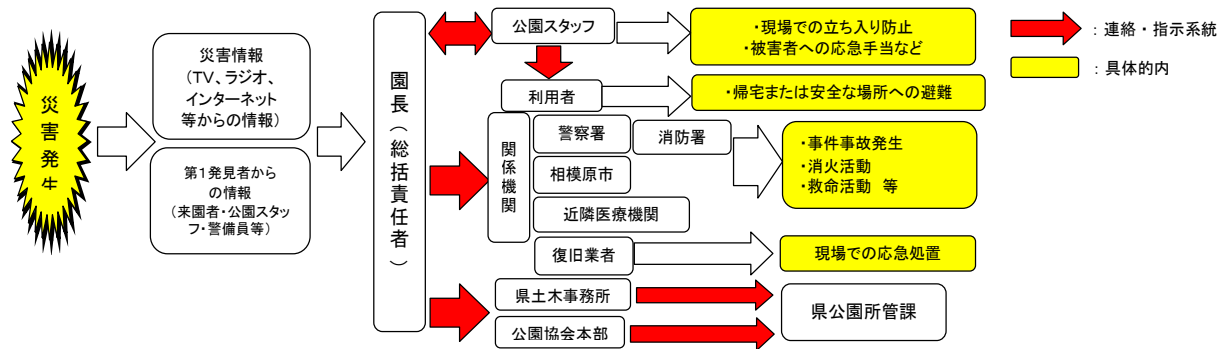 災害発生
災害情報
（TV、ラジオ、
インターネット
等からの情報）
第１発見者から
の情報
（来園者・公園スタッ
フ・警備員等）
園長（総括責任者）
公園スタッフ
・現場での立ち入り防止
・被害者への応急手当など
利用者
・帰宅または安全な場所への避難
関係機関
警察署
消防署
相模原市
近隣医療機関
・事件事故発生
・消火活動
・救命活動　等
復旧業者
現場での応急処置
県土木事務所
公園協会本部
県公園所管課
：連絡・指示系統
：具体的内